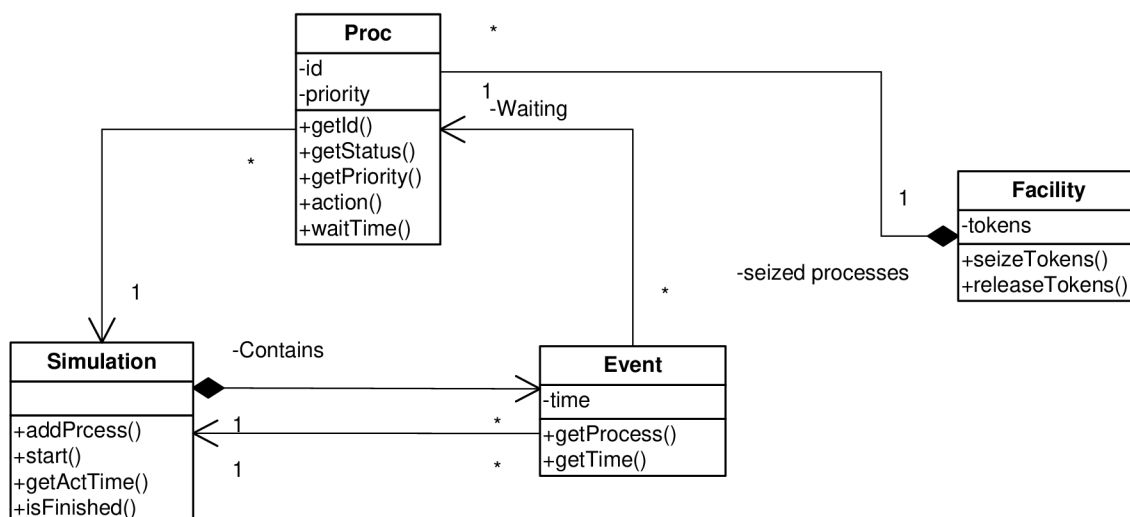 Proc
-id
-priority
+getId()
+getStatus()
+getPriority()
+action()
+waitTime()
*
1
-Waiting
*
1
Facility
-tokens
+seizeTokens()
+releaseTokens()
1
-seized processes
*
Simulation
+addPrcess()
+start()
+getActTime()
+isFinished()
-Contains
1
*
1
*
Event
-time
+getProcess()
+getTime()